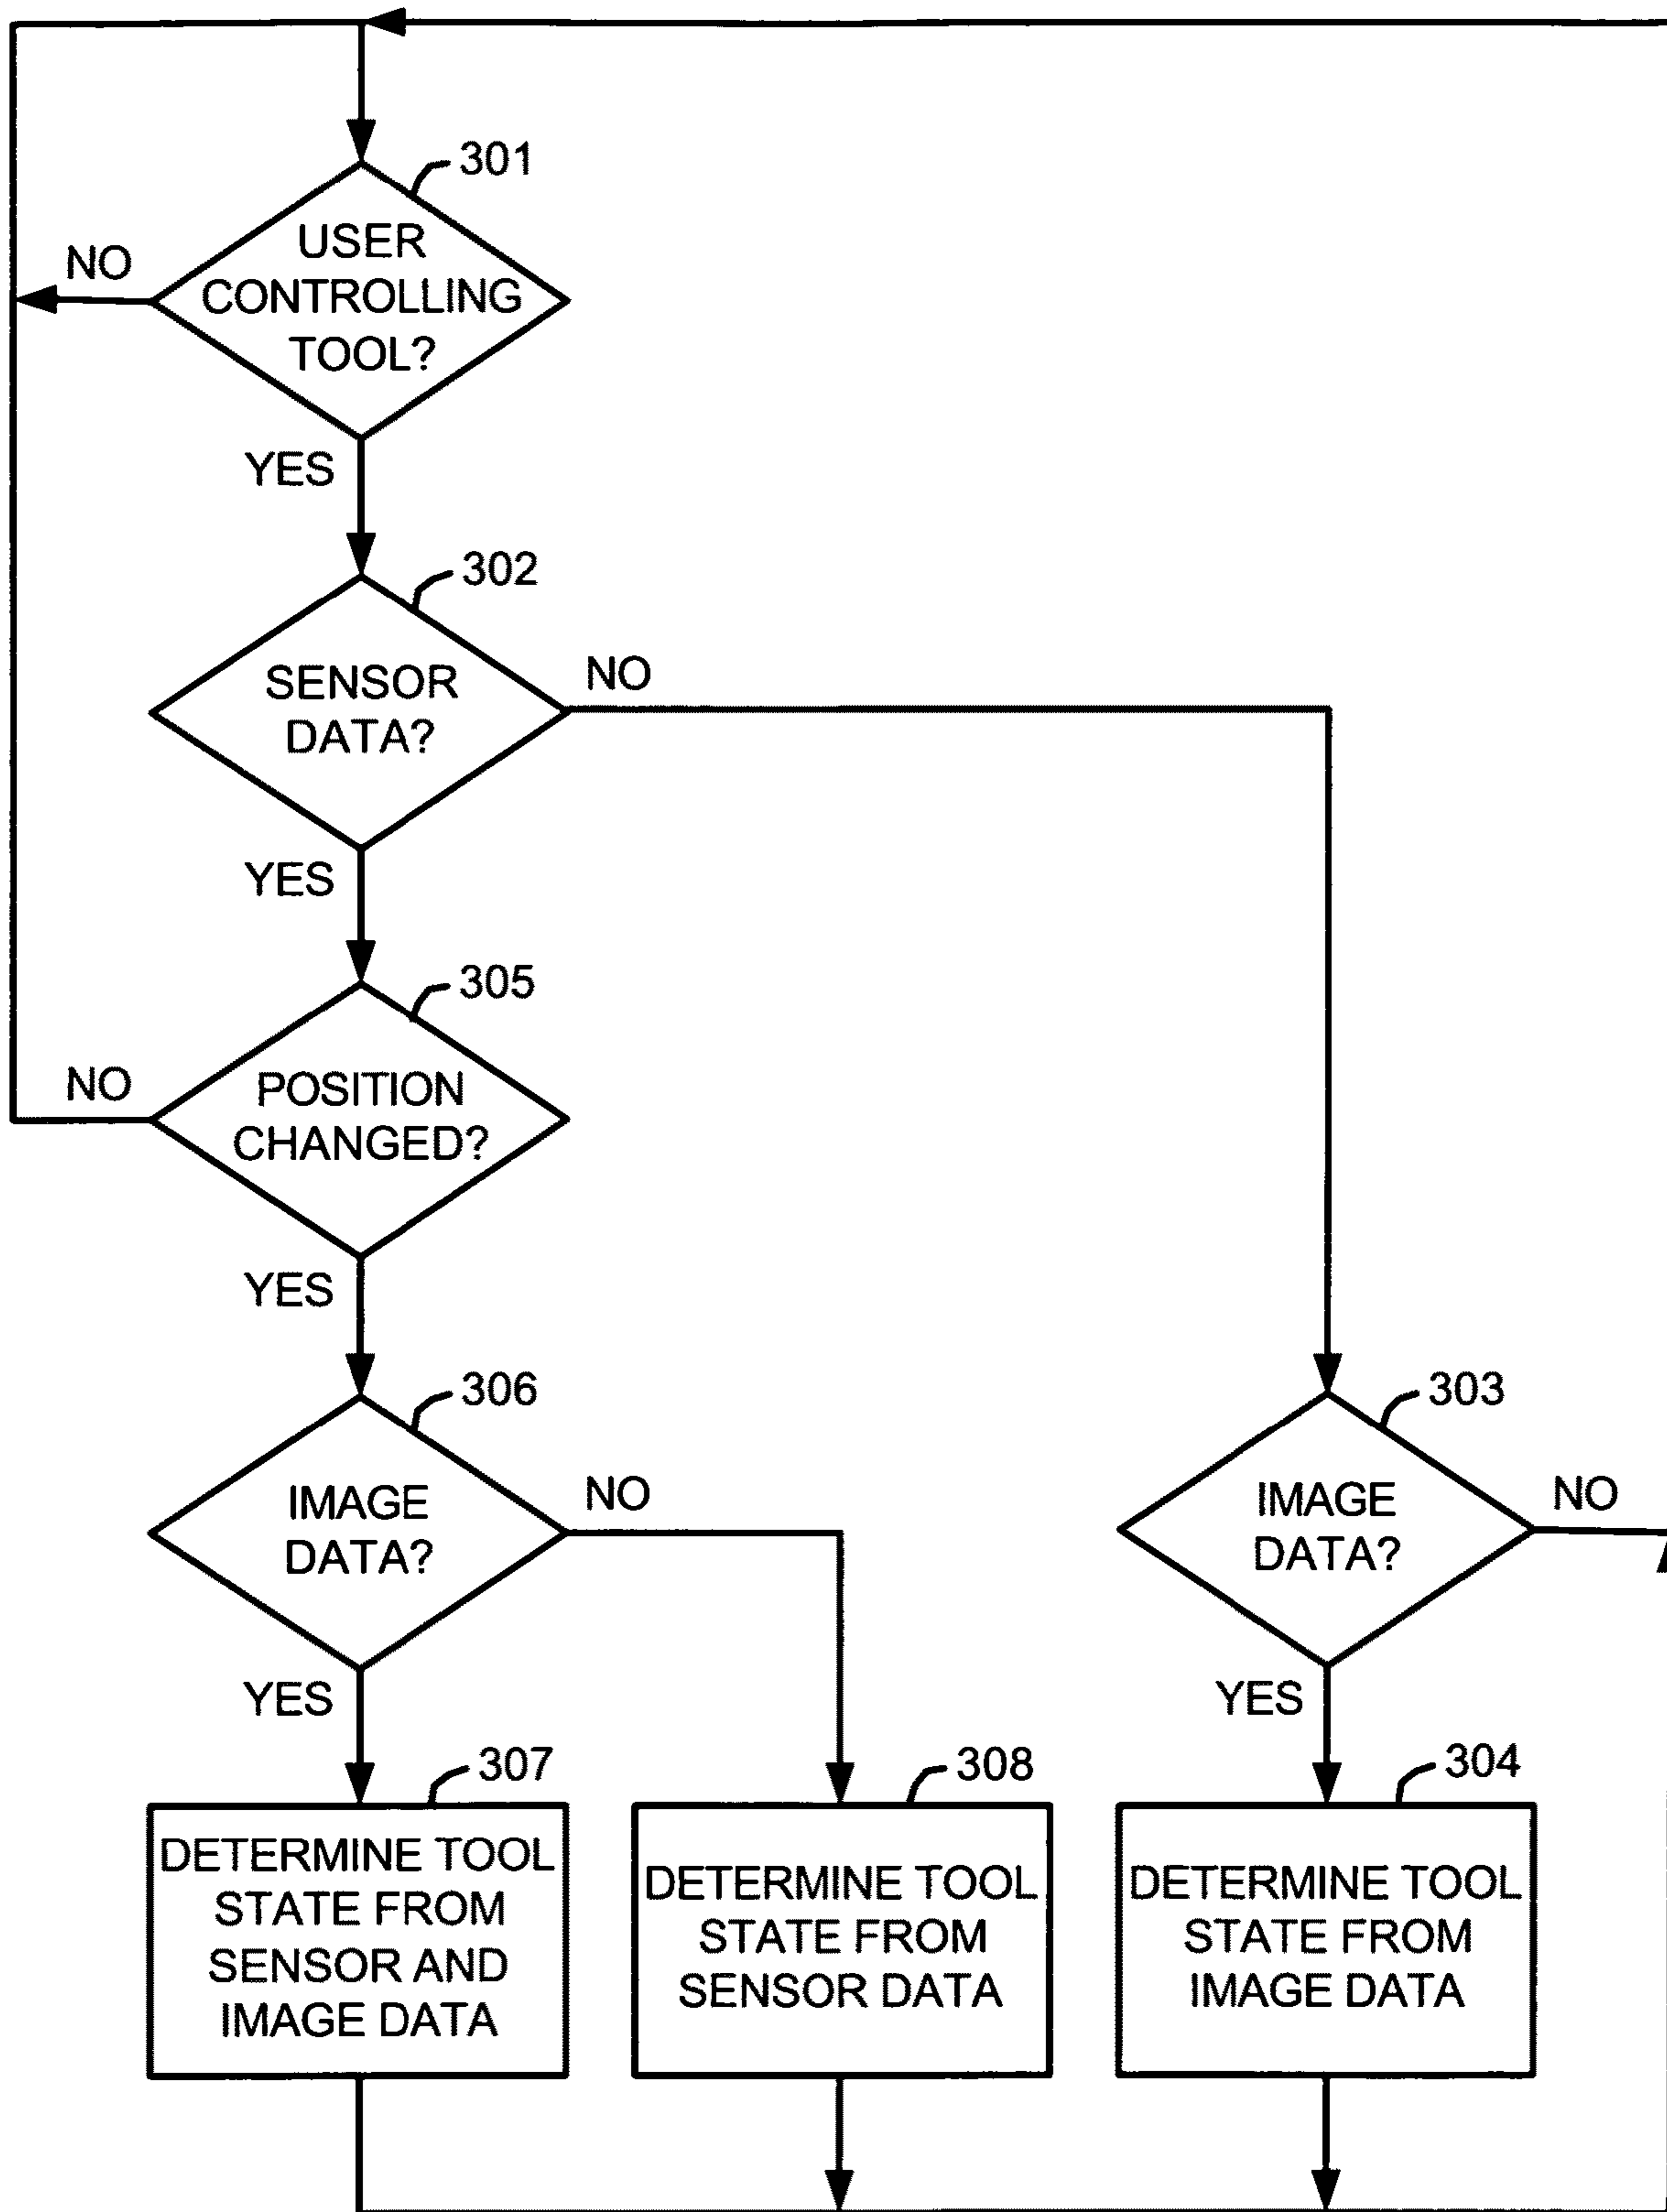 301
USER
CONTROLLING
TOOL?
NO
YES
302
SENSOR
DATA?
NO
YES
305
POSITION
CHANGED?
NO
YES
306
IMAGE
DATA?
NO
YES
303
IMAGE
DATA?
NO
YES
307
DETERMINE TOOL
STATE FROM
SENSOR AND
IMAGE DATA
308
DETERMINE TOOL
STATE FROM
SENSOR DATA
304
DETERMINE TOOL
STATE FROM
IMAGE DATA